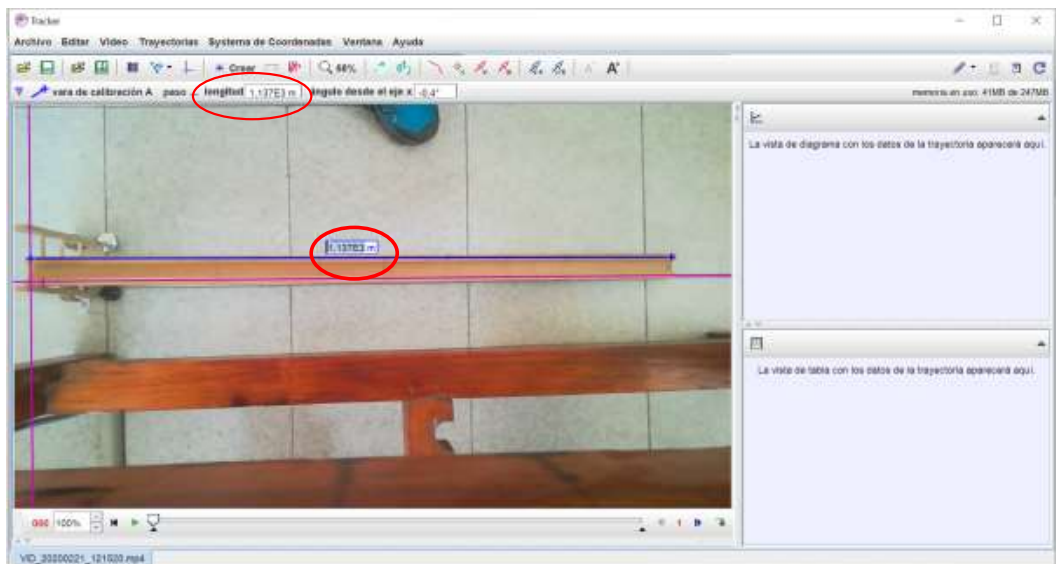 Tracker
Archivo Editar Video Trayectorias Systema de Coordenadas Ventana Ayuda
Crear 66% A A
vara de calibración A paso longitud 1,137E3 m ángulo desde el eje x -0,4°
memoria en uso: 41MB de 247MB
La vista de diagrama con los datos de la trayectoria aparecerá aquí.
1,137E3 m
La vista de tabla con los datos de la trayectoria aparecerá aquí.
000 100% 1
VID_20200221_121020.mp4